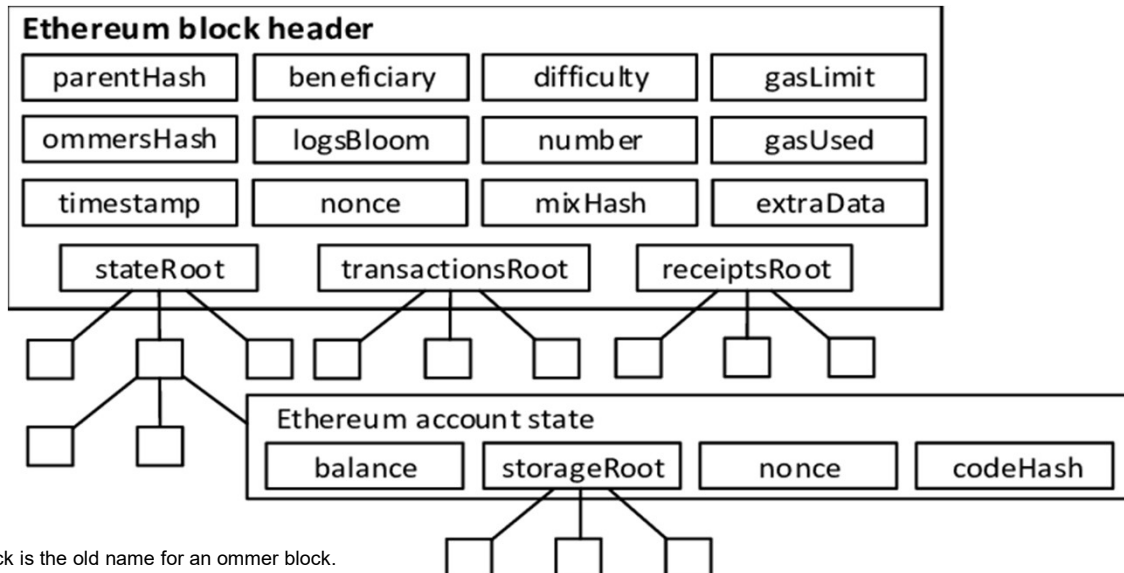 Ethereum block header
parentHash beneficiary difficulty gasLimit
ommersHash logsBloom number gasUsed
timestamp nonce mixHash extraData
stateRoot transactionsRoot receiptsRoot
Ethereum account state
balance storageRoot nonce codeHash
is the old name for an ommer block.